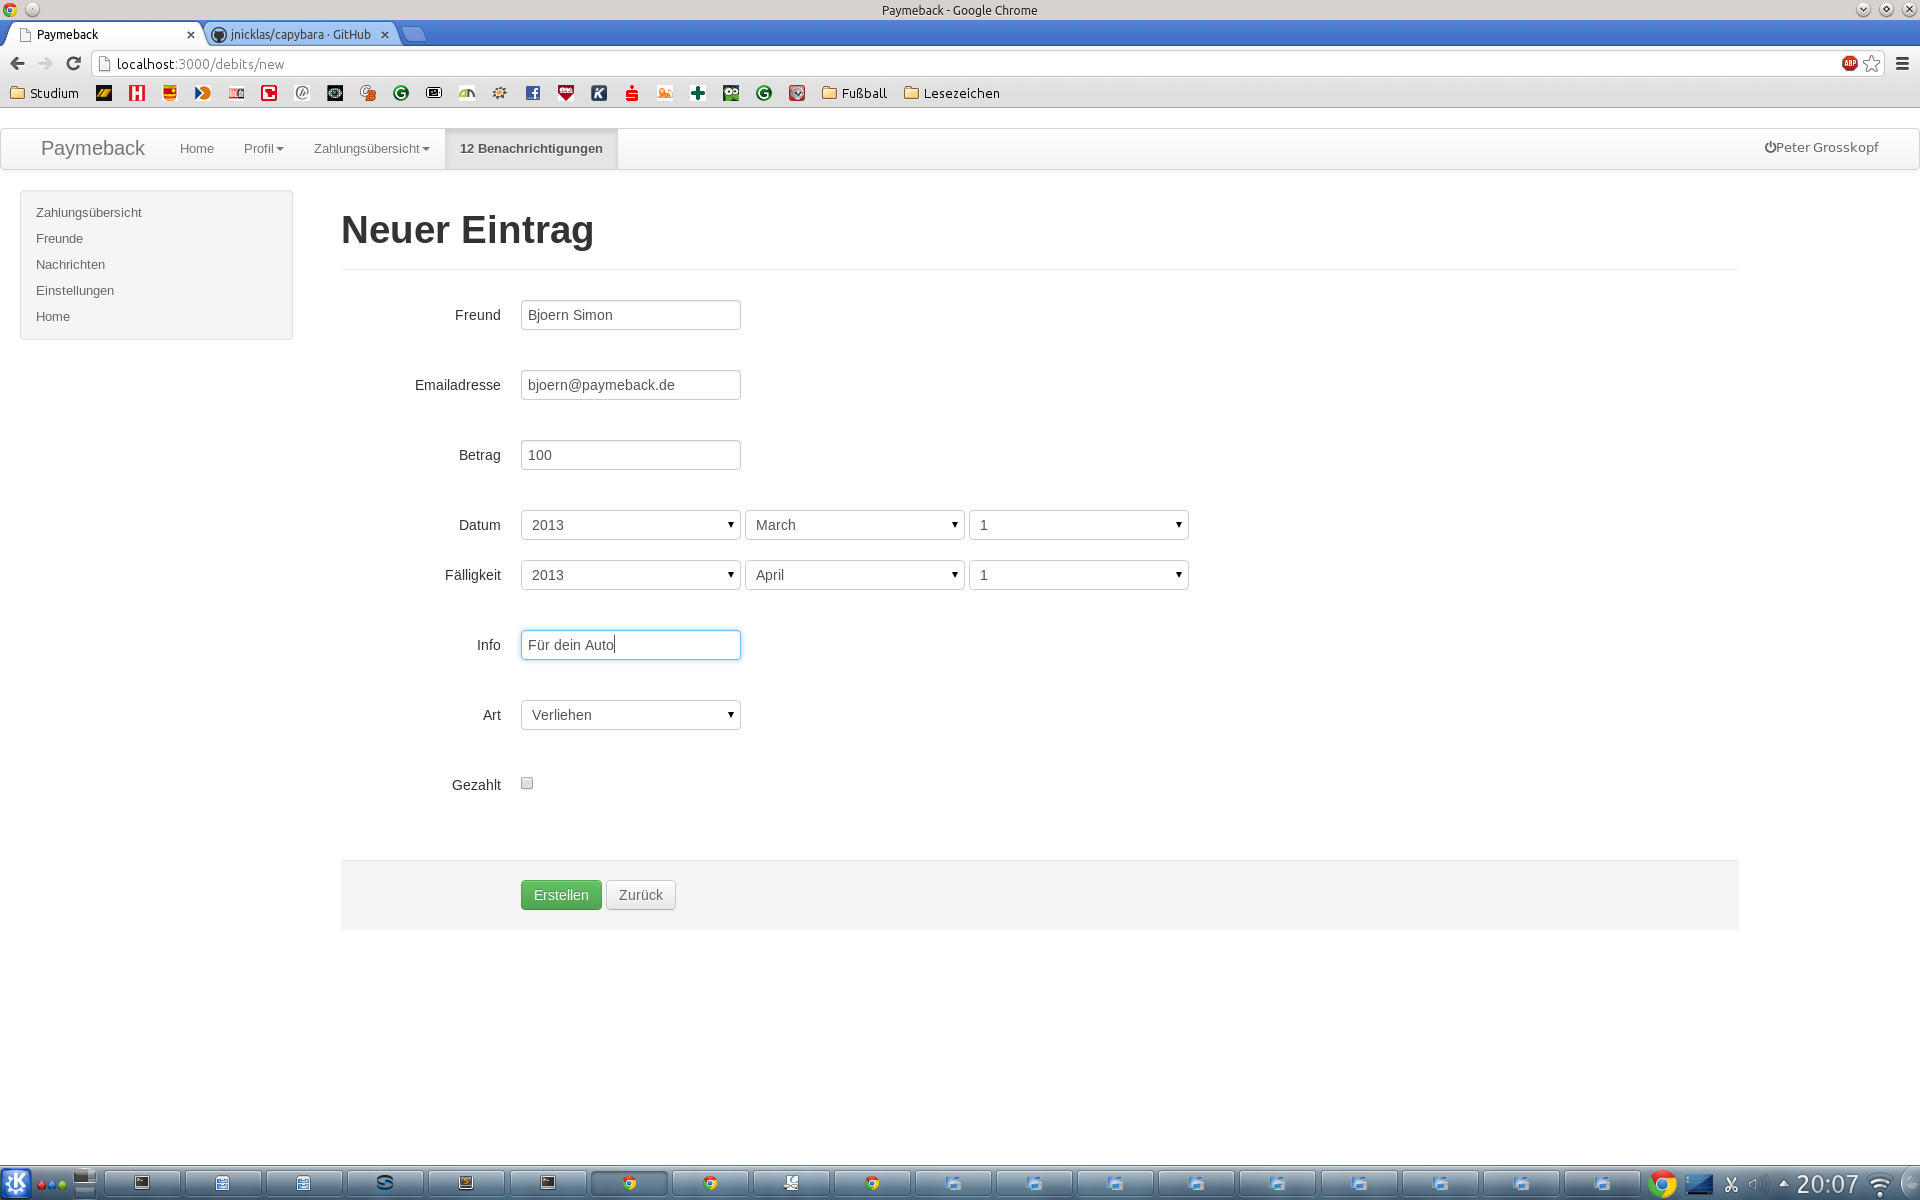 Paymeback - Google Chrome
Paymeback
jnicklas/capybara · GitHub
localhost:3000/debits/new
ABP
Studium
Fußball
Lesezeichen
Paymeback
Home
Profil
Zahlungsübersicht
12 Benachrichtigungen
Peter Grosskopf
Zahlungsübersicht
Freunde
Nachrichten
Einstellungen
Home
Neuer Eintrag
Freund Bjoern Simon
Emailadresse bjoern@paymeback.de
Betrag 100
Datum 2013 March 1
Fälligkeit 2013 April 1
Info Für dein Auto
Art Verliehen
Gezahlt
Erstellen Zurück
20:07